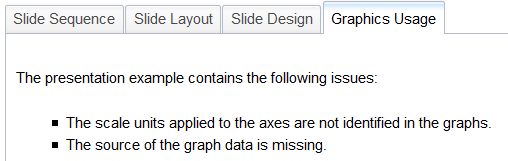 Slide Sequence Slide Layout Slide Design Graphics Usage
The presentation example contains the following issues:
The scale units applied to the axes are not identified in the graphs.
The source of the graph data is missing.